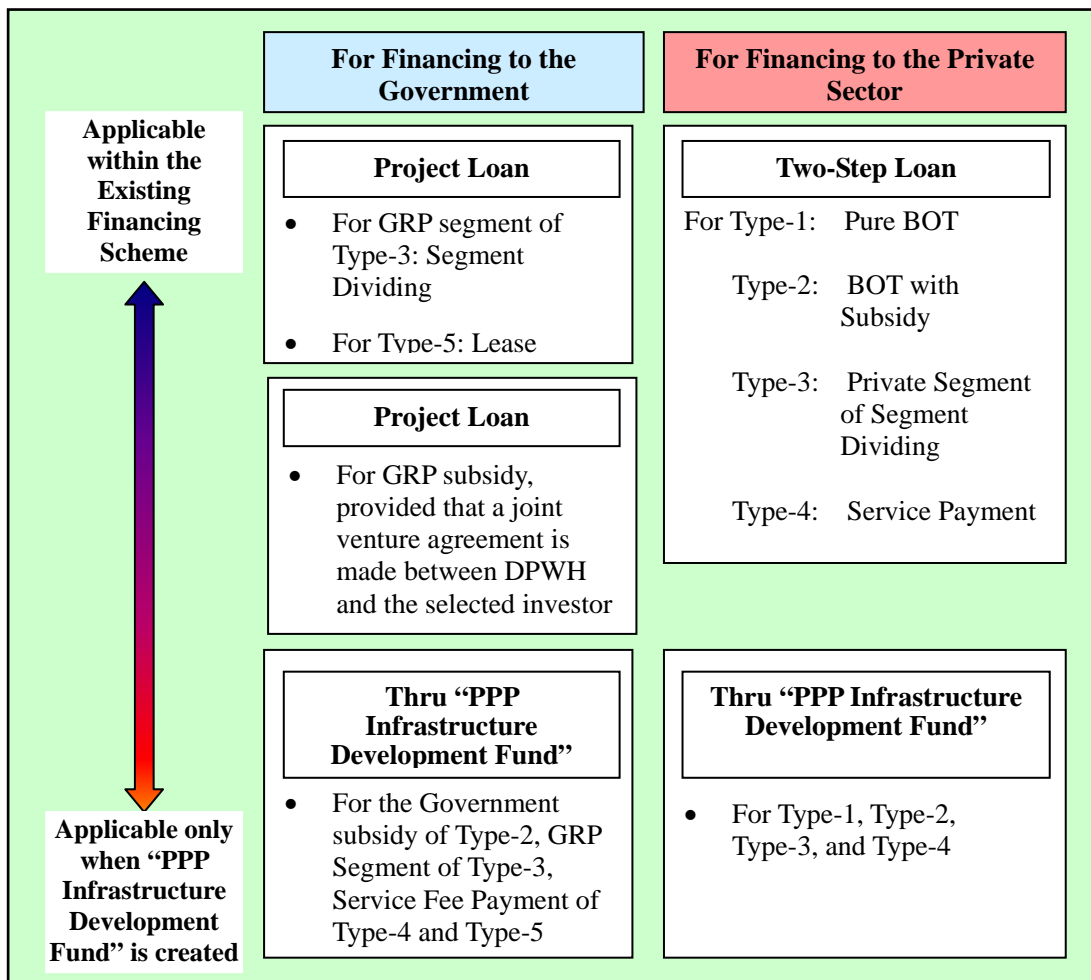 For Financing to the
Government
For Financing to the Private
Sector
Applicable
within the
Existing
Financing
Scheme
Project Loan
• For GRP segment of
Type-3: Segment
Dividing
• For Type-5: Lease
Two-Step Loan
For Type-1: Pure BOT
Type-2: BOT with
Subsidy
Type-3: Private Segment
of Segment
Dividing
Type-4: Service Payment
Project Loan
• For GRP subsidy,
provided that a joint
venture agreement is
made between DPWH
and the selected investor
Applicable only
when “PPP
Infrastructure
Development
Fund” is created
Thru “PPP
Infrastructure
Development Fund”
• For the Government
subsidy of Type-2, GRP
Segment of Type-3,
Service Fee Payment of
Type-4 and Type-5
Thru “PPP Infrastructure
Development Fund”
• For Type-1, Type-2,
Type-3, and Type-4